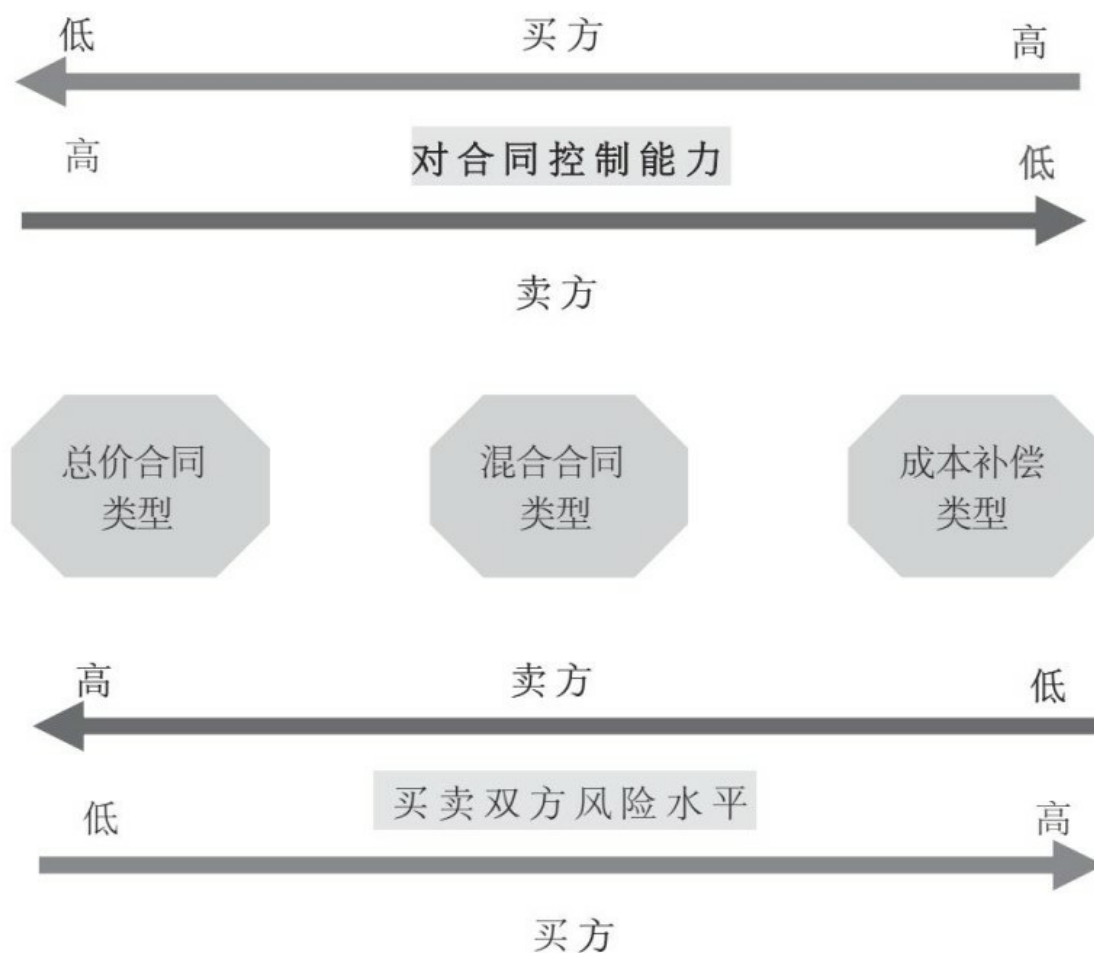 低 买方 高
高 对合同控制能力 低
卖方
总价合同 混合合同 成本补偿
类型 类型 类型
高 卖方 低
低 买卖双方风险水平 高
买方